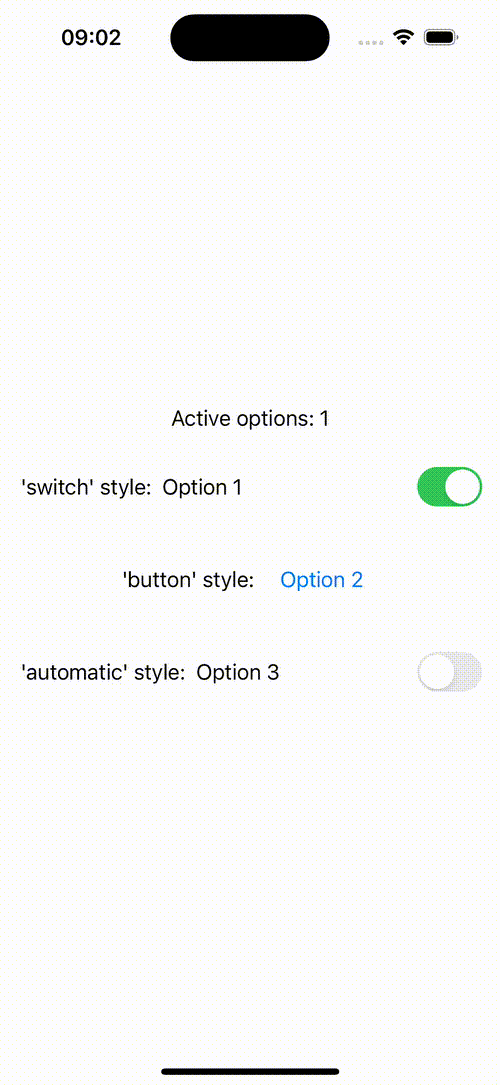 09:02
Active options: 1
'switch' style: Option 1
'button' style: Option 2
'automatic' style: Option 3